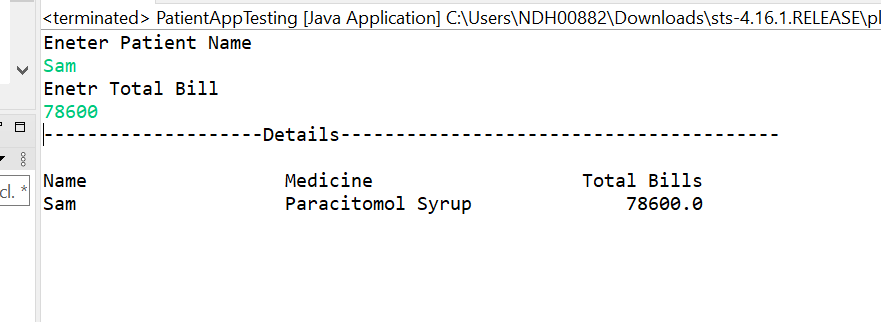 <terminated> PatientAppTesting [Java Application] C:\Users\NDH00882\Downloads\sts-4.16.1.RELEASE\pl
Eneter Patient Name
Sam
Enetr Total Bill
78600
--------------------Details----------------------------------------
Name Medicine Total Bills
cl. *
Sam Paracitomol Syrup 78600.0